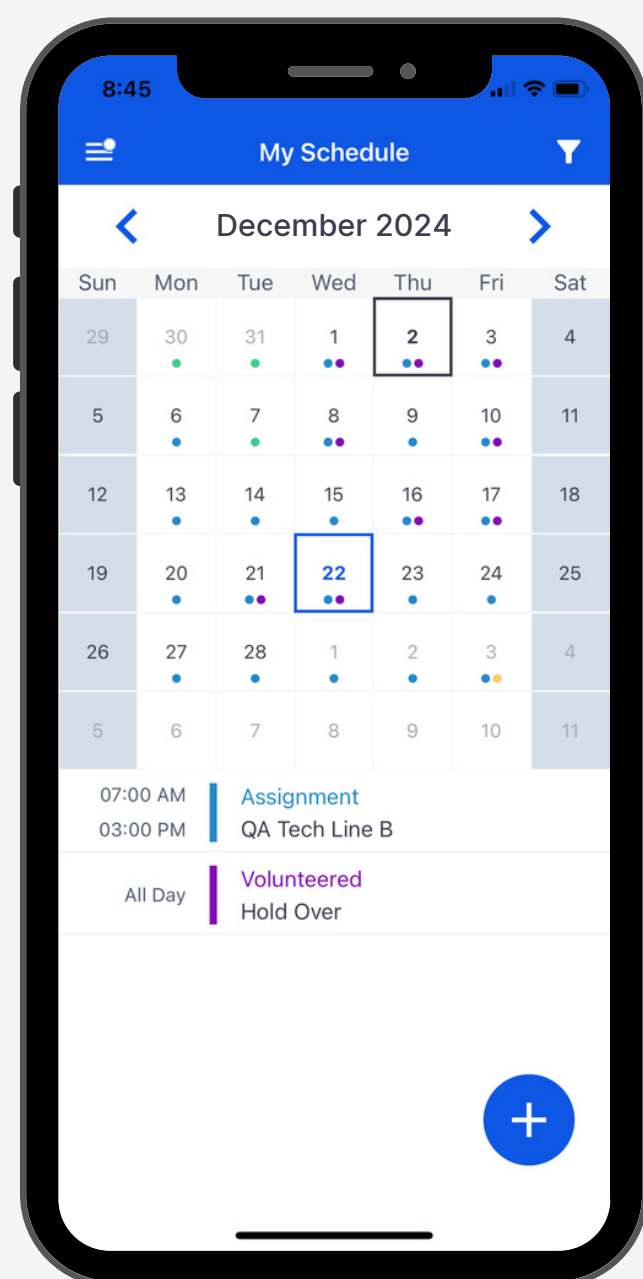 8:45
My Schedule
December 2024
Sun Mon Tue Wed Thu Fri Sat
29 30 31 1 2 3 4
5 6 7 8 9 10 11
12 13 14 15 16 17 18
19 20 21 22 23 24 25
26 27 28 1 2 3 4
5 6 7 8 9 10 11
07:00 AM Assignment
03:00 PM QA Tech Line B
All Day Volunteered
Hold Over